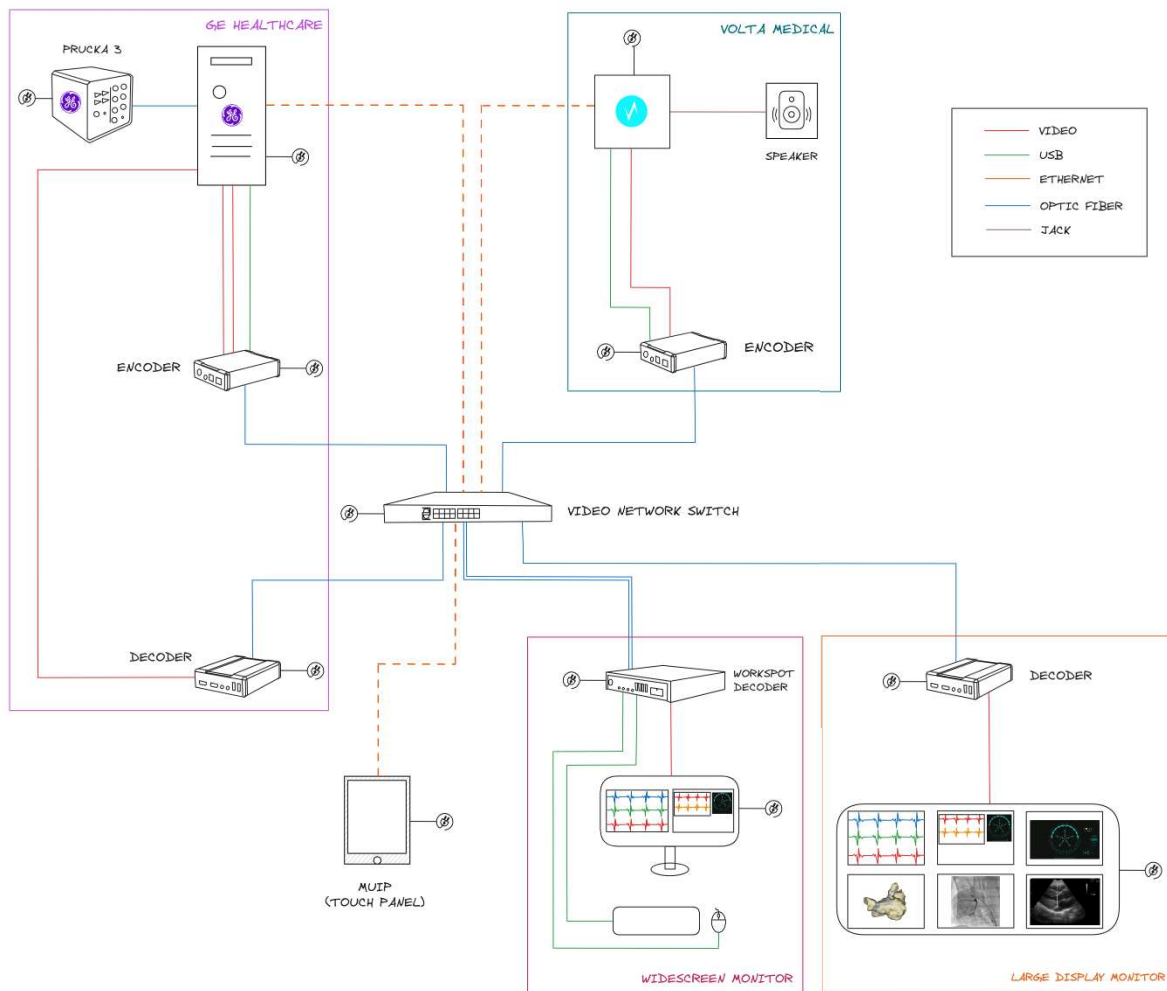 GE HEALTHCARE
PRUCKA 3
ENCODER
DECODER
VOLTA MEDICAL
SPEAKER
ENCODER
VIDEO
USB
ETHERNET
OPTIC FIBER
JACK
VIDEO NETWORK SWITCH
MUIP
(TOUCH PANEL)
WORKSPOT
DECODER
WIDESCREEN MONITOR
DECODER
LARGE DISPLAY MONITOR